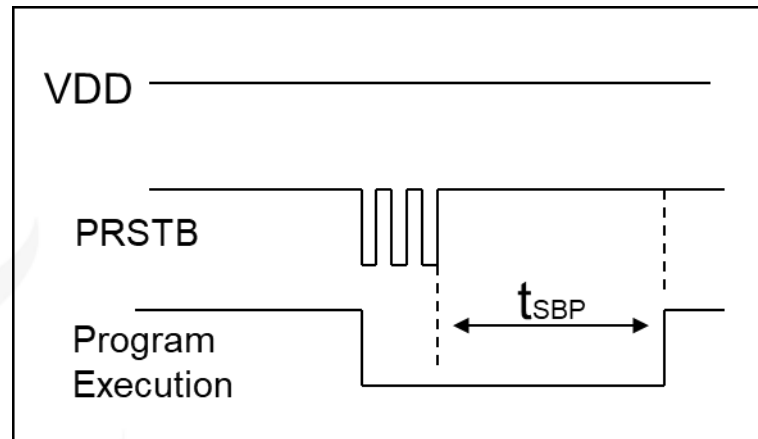 VDD
PRSTB
tSBP
Program
Execution